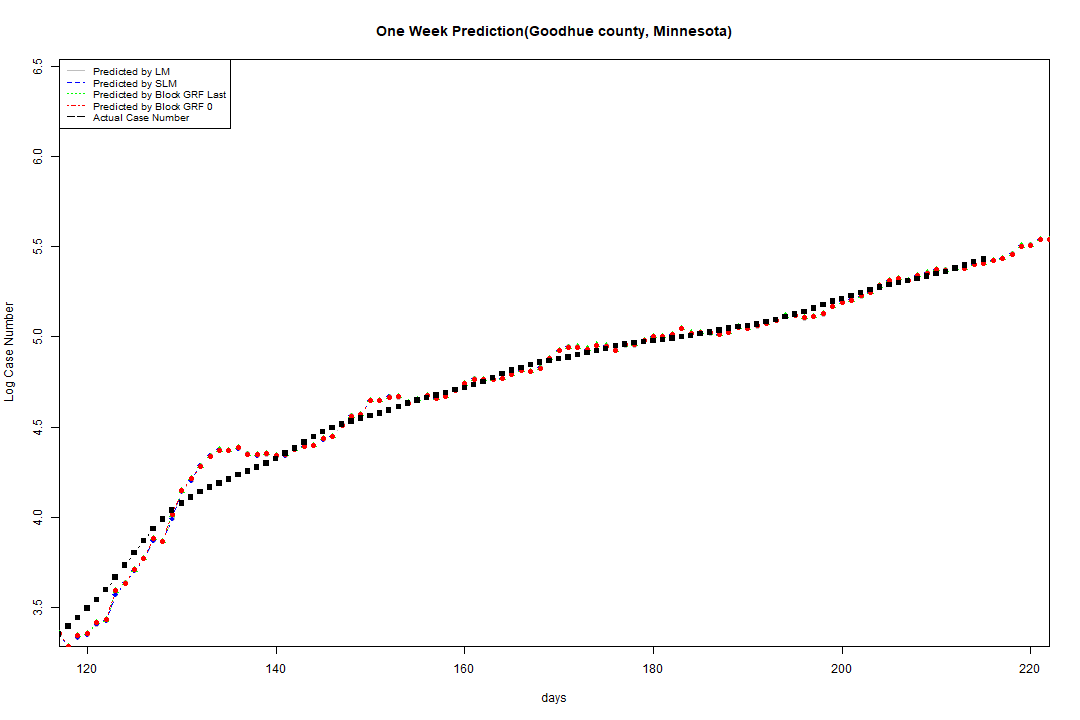 One Week Prediction(Goodhue county, Minnesota)
Predicted by LM
Predicted by SLM
Predicted by Block GRF Last
Predicted by Block GRF 0
Actual Case Number
6.5
6.0
5.5
5.0
4.5
4.0
3.5
Log Case Number
120 140 160 180 200 220
days